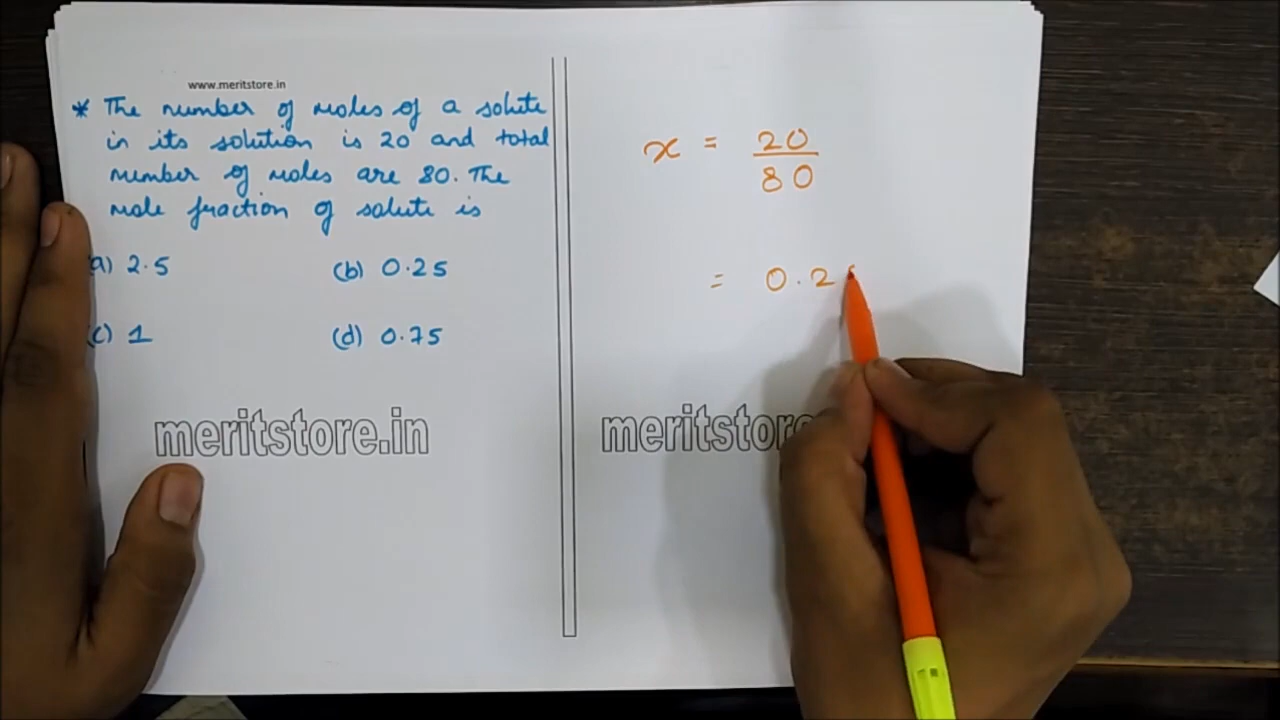 www.meritstore.in
* The number of moles of a solute
in its solution is 20 and total
number of moles are 80. The
mole fraction of solute is
a) 2.5 (b) 0.25
c) 1 (d) 0.75
meritstore.in
x = 20
80
= 0.2
meritstore